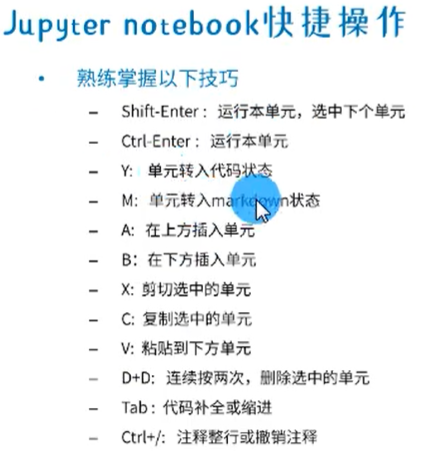 Jupyter notebook快捷操作
• 熟练掌握以下技巧
– Shift-Enter： 运行本单元，选中下个单元
– Ctrl-Enter： 运行本单元
– Y: 单元转入代码状态
– M: 单元转入markdown状态
– A: 在上方插入单元
– B: 在下方插入单元
– X: 剪切选中的单元
– C: 复制选中的单元
– V: 粘贴到下方单元
– D+D: 连续按两次，删除选中的单元
– Tab: 代码补全或缩进
– Ctrl+/: 注释整行或撤销注释